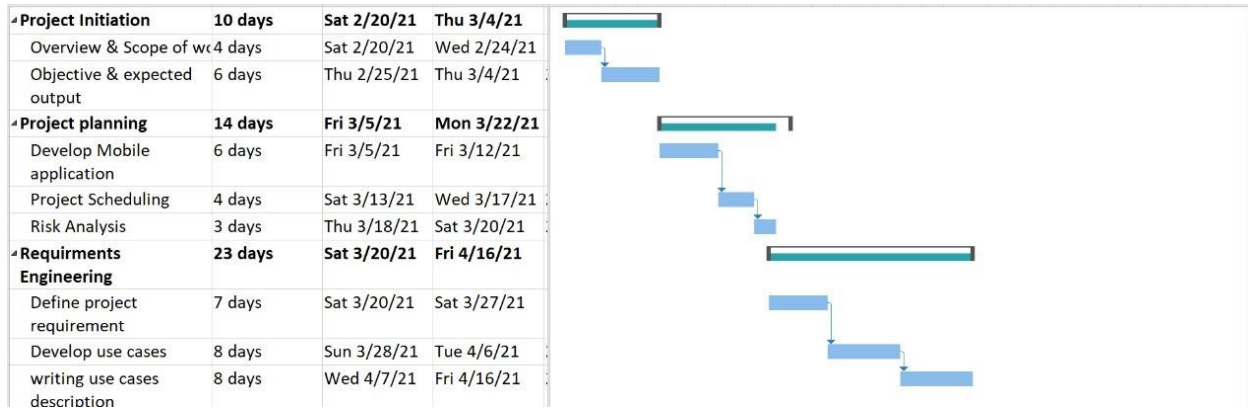 Project Initiation 10 days Sat 2/20/21 Thu 3/4/21
Overview & Scope of wo 4 days Sat 2/20/21 Wed 2/24/21
Objective & expected 6 days Thu 2/25/21 Thu 3/4/21
output
Project planning 14 days Fri 3/5/21 Mon 3/22/21
Develop Mobile 6 days Fri 3/5/21 Fri 3/12/21
application
Project Scheduling 4 days Sat 3/13/21 Wed 3/17/21
Risk Analysis 3 days Thu 3/18/21 Sat 3/20/21
Requirments 23 days Sat 3/20/21 Fri 4/16/21
Engineering
Define project 7 days Sat 3/20/21 Sat 3/27/21
requirement
Develop use cases 8 days Sun 3/28/21 Tue 4/6/21
writing use cases 8 days Wed 4/7/21 Fri 4/16/21
description